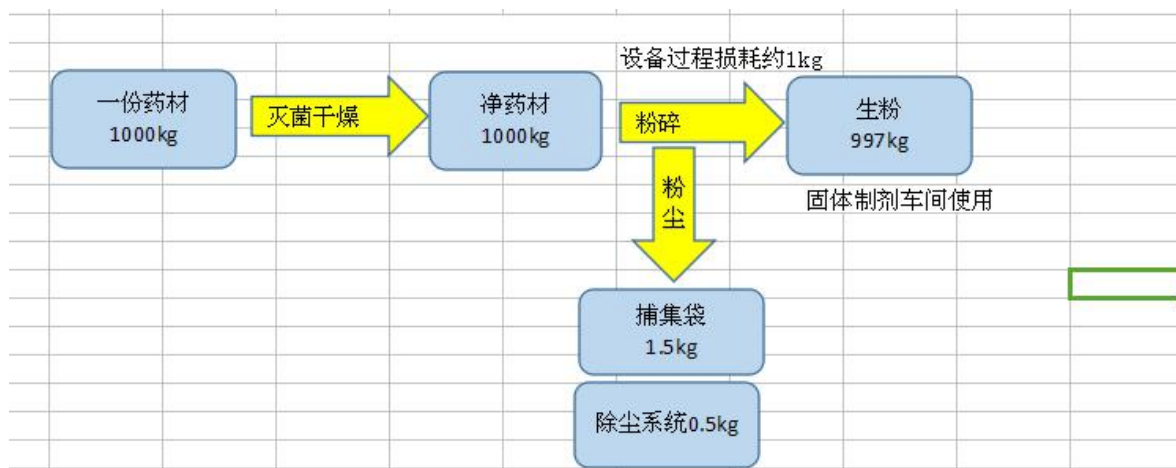 设备过程损耗约1kg
一份药材
1000kg
灭菌干燥
净药材
1000kg
粉碎
生粉
997kg
粉尘
固体制剂车间使用
捕集袋
1.5kg
除尘系统0.5kg